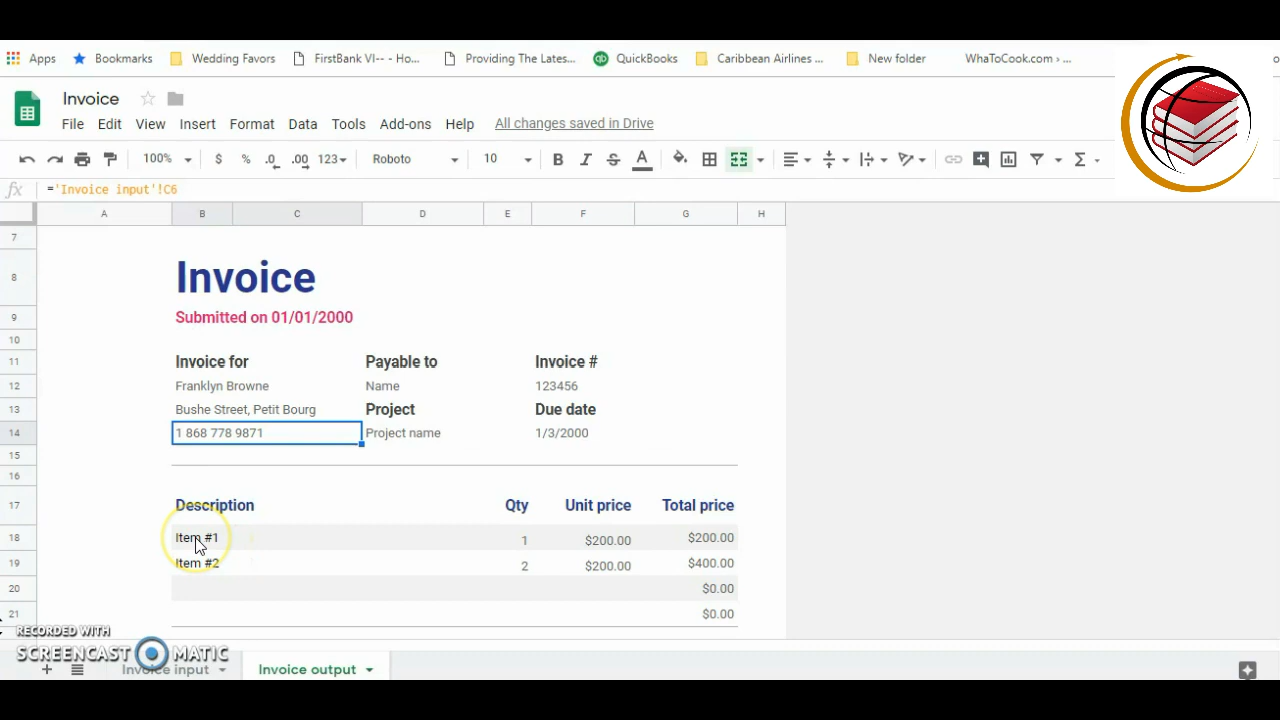 Apps Bookmarks Wedding Favors FirstBank VI-- - Ho... Providing The Lates... QuickBooks Caribbean Airlines ... New folder WhaToCook.com › ...
Invoice
File Edit View Insert Format Data Tools Add-ons Help All changes saved in Drive
100% $ % .0 .00 123 Roboto 10 B I S A Σ
fx ='Invoice input'!C6
A B C D E F G H
7
8 Invoice
9 Submitted on 01/01/2000
10
11 Invoice for Payable to Invoice #
12 Franklyn Browne Name 123456
13 Bushe Street, Petit Bourg Project Due date
14 1 868 778 9871 Project name 1/3/2000
15
16
17 Description Qty Unit price Total price
18 Item #1 1 $200.00 $200.00
19 Item #2 2 $200.00 $400.00
20 $0.00
21 $0.00
RECORDED WITH
SCREENCAST MATIC
+ Invoice input Invoice output